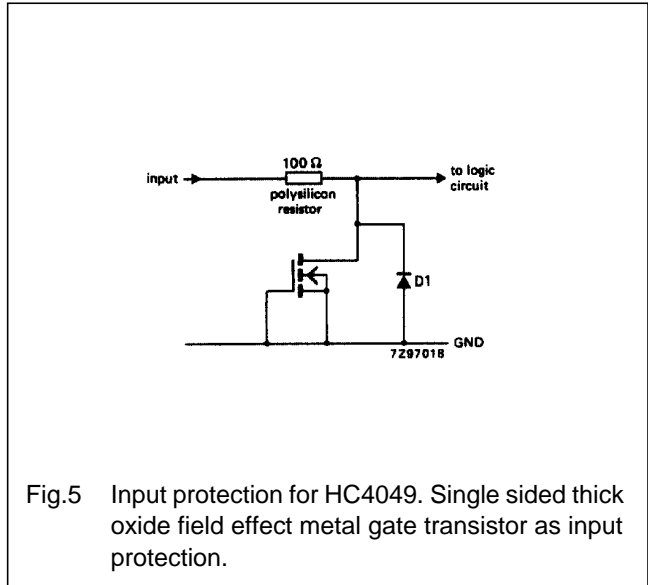 100 Ω
input
to logic
circuit
polysilicon
resistor
D1
GND
7Z97018
Fig.5 Input protection for HC4049. Single sided thick
oxide field effect metal gate transistor as input
protection.